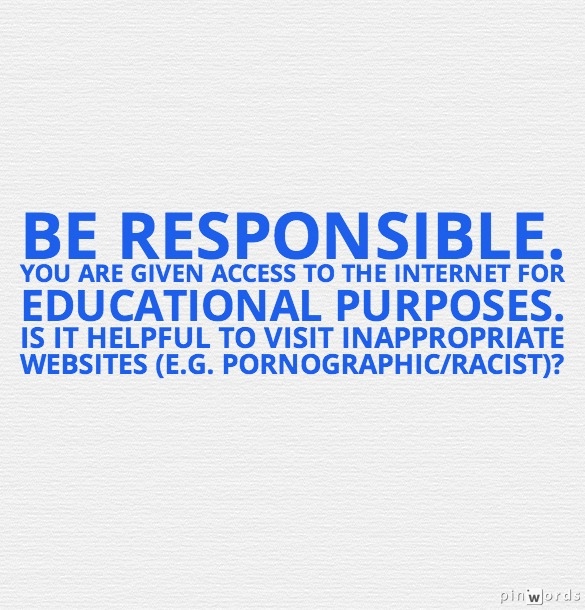 BE RESPONSIBLE.
YOU ARE GIVEN ACCESS TO THE INTERNET FOR
EDUCATIONAL PURPOSES.
IS IT HELPFUL TO VISIT INAPPROPRIATE
WEBSITES (E.G. PORNOGRAPHIC/RACIST)?
pinwords